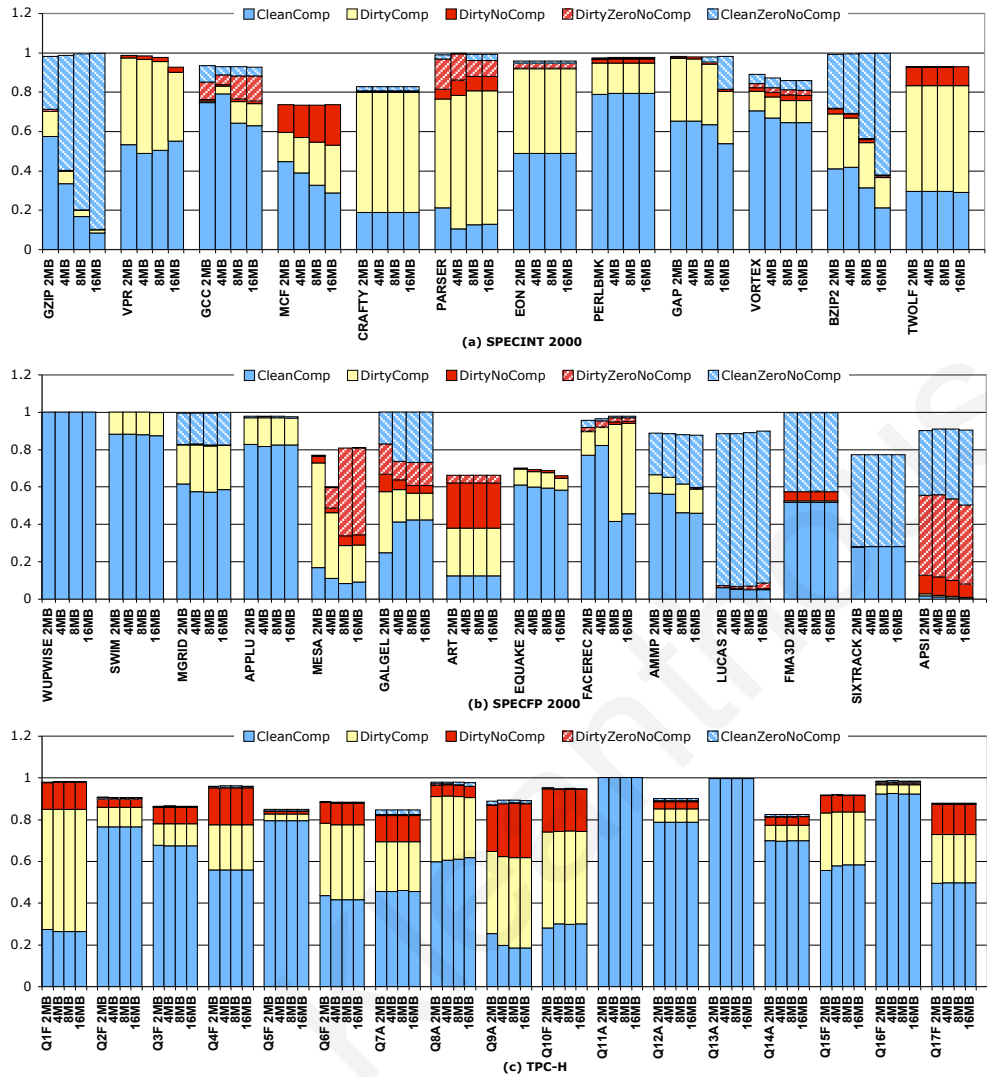 1.2
CleanComp DirtyComp DirtyNoComp DirtyZeroNoComp CleanZeroNoComp
1
0.8
0.6
0.4
0.2
0
GZIP 2MB 4MB 8MB 16MB VPR 2MB 4MB 8MB 16MB GCC 2MB 4MB 8MB 16MB MCF 2MB 4MB 8MB 16MB CRAFTY 2MB 4MB 8MB 16MB PARSER 4MB 8MB 16MB EON 2MB 4MB 8MB 16MB PERLBMK 4MB 8MB 16MB GAP 2MB 4MB 8MB 16MB VORTEX 4MB 8MB 16MB BZIP2 2MB 4MB 8MB 16MB TWOLF 2MB 4MB 8MB 16MB
(a) SPECINT 2000
1.2
CleanComp DirtyComp DirtyNoComp DirtyZeroNoComp CleanZeroNoComp
1
0.8
0.6
0.4
0.2
0
WUPWISE 2MB 4MB 8MB 16MB SWIM 2MB 4MB 8MB 16MB MGRID 2MB 4MB 8MB 16MB APPLU 2MB 4MB 8MB 16MB MESA 2MB 4MB 8MB 16MB GALGEL 2MB 4MB 8MB 16MB ART 2MB 4MB 8MB 16MB EQUAKE 2MB 4MB 8MB 16MB FACEREC 2MB 4MB 8MB 16MB AMMP 2MB 4MB 8MB 16MB LUCAS 2MB 4MB 8MB 16MB FMA3D 2MB 4MB 8MB 16MB SIXTRACK 2MB 4MB 8MB 16MB APSI 2MB 4MB 8MB 16MB
(b) SPECFP 2000
1.2
CleanComp DirtyComp DirtyNoComp DirtyZeroNoComp CleanZeroNoComp
1
0.8
0.6
0.4
0.2
0
Q1F 2MB 4MB 8MB 16MB Q2F 2MB 4MB 8MB 16MB Q3F 2MB 4MB 8MB 16MB Q4F 2MB 4MB 8MB 16MB Q5F 2MB 4MB 8MB 16MB Q6F 2MB 4MB 8MB 16MB Q7A 2MB 4MB 8MB 16MB Q8A 2MB 4MB 8MB 16MB Q9A 2MB 4MB 8MB 16MB Q10F 2MB 4MB 8MB 16MB Q11A 2MB 4MB 8MB 16MB Q12A 2MB 4MB 8MB 16MB Q13A 2MB 4MB 8MB 16MB Q14A 2MB 4MB 8MB 16MB Q15F 2MB 4MB 8MB 16MB Q16F 2MB 4MB 8MB 16MB Q17F 2MB 4MB 8MB 16MB
(c) TPC-H